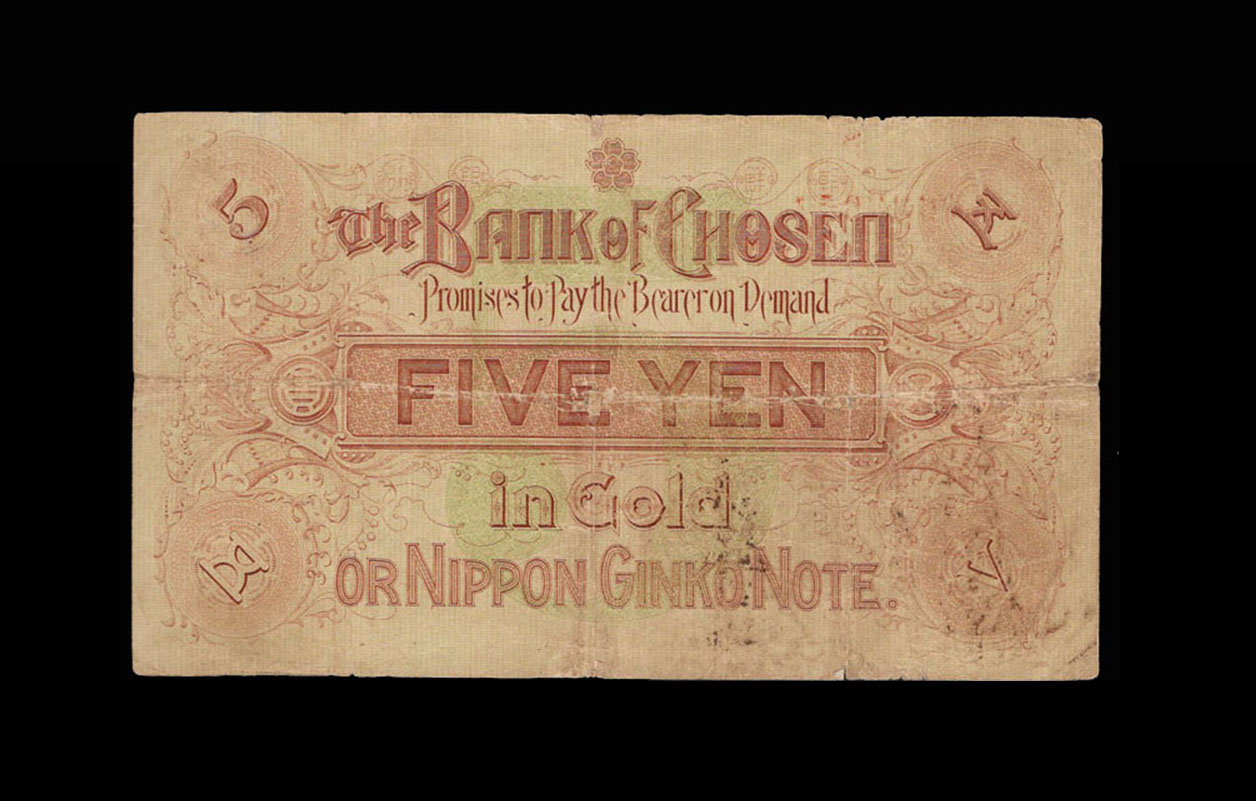 5
The Bank of Chosen
Promises to Pay the Bearer on Demand
FIVE YEN
in Gold
OR NIPPON GINKO NOTE.
V